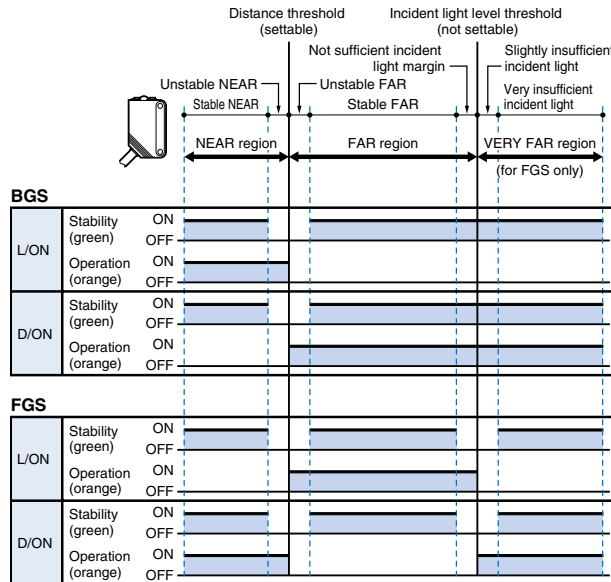 Distance threshold
(settable)
Incident light level threshold
(not settable)
Not sufficient incident
light margin
Slightly insufficient
incident light
Unstable NEAR
Unstable FAR
Very insufficient
incident light
Stable NEAR
Stable FAR
NEAR region
FAR region
VERY FAR region
(for FGS only)
BGS
L/ON
Stability
(green)
ON
OFF
Operation
(orange)
ON
OFF
D/ON
Stability
(green)
ON
OFF
Operation
(orange)
ON
OFF
FGS
L/ON
Stability
(green)
ON
OFF
Operation
(orange)
ON
OFF
D/ON
Stability
(green)
ON
OFF
Operation
(orange)
ON
OFF